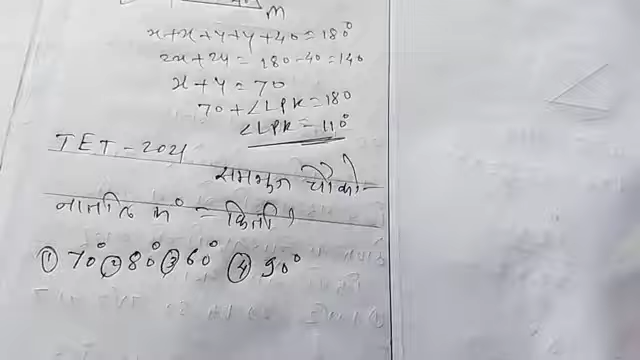 m
x+x+y+y+40=180°
2x+2y=180-40=140
x+y=70
70+∠LPK=180
∠LPK=110°
TET-2021
समभुज चौको-
नातील m° = किती?
① 70° ② 80° ③ 60° ④ 90°